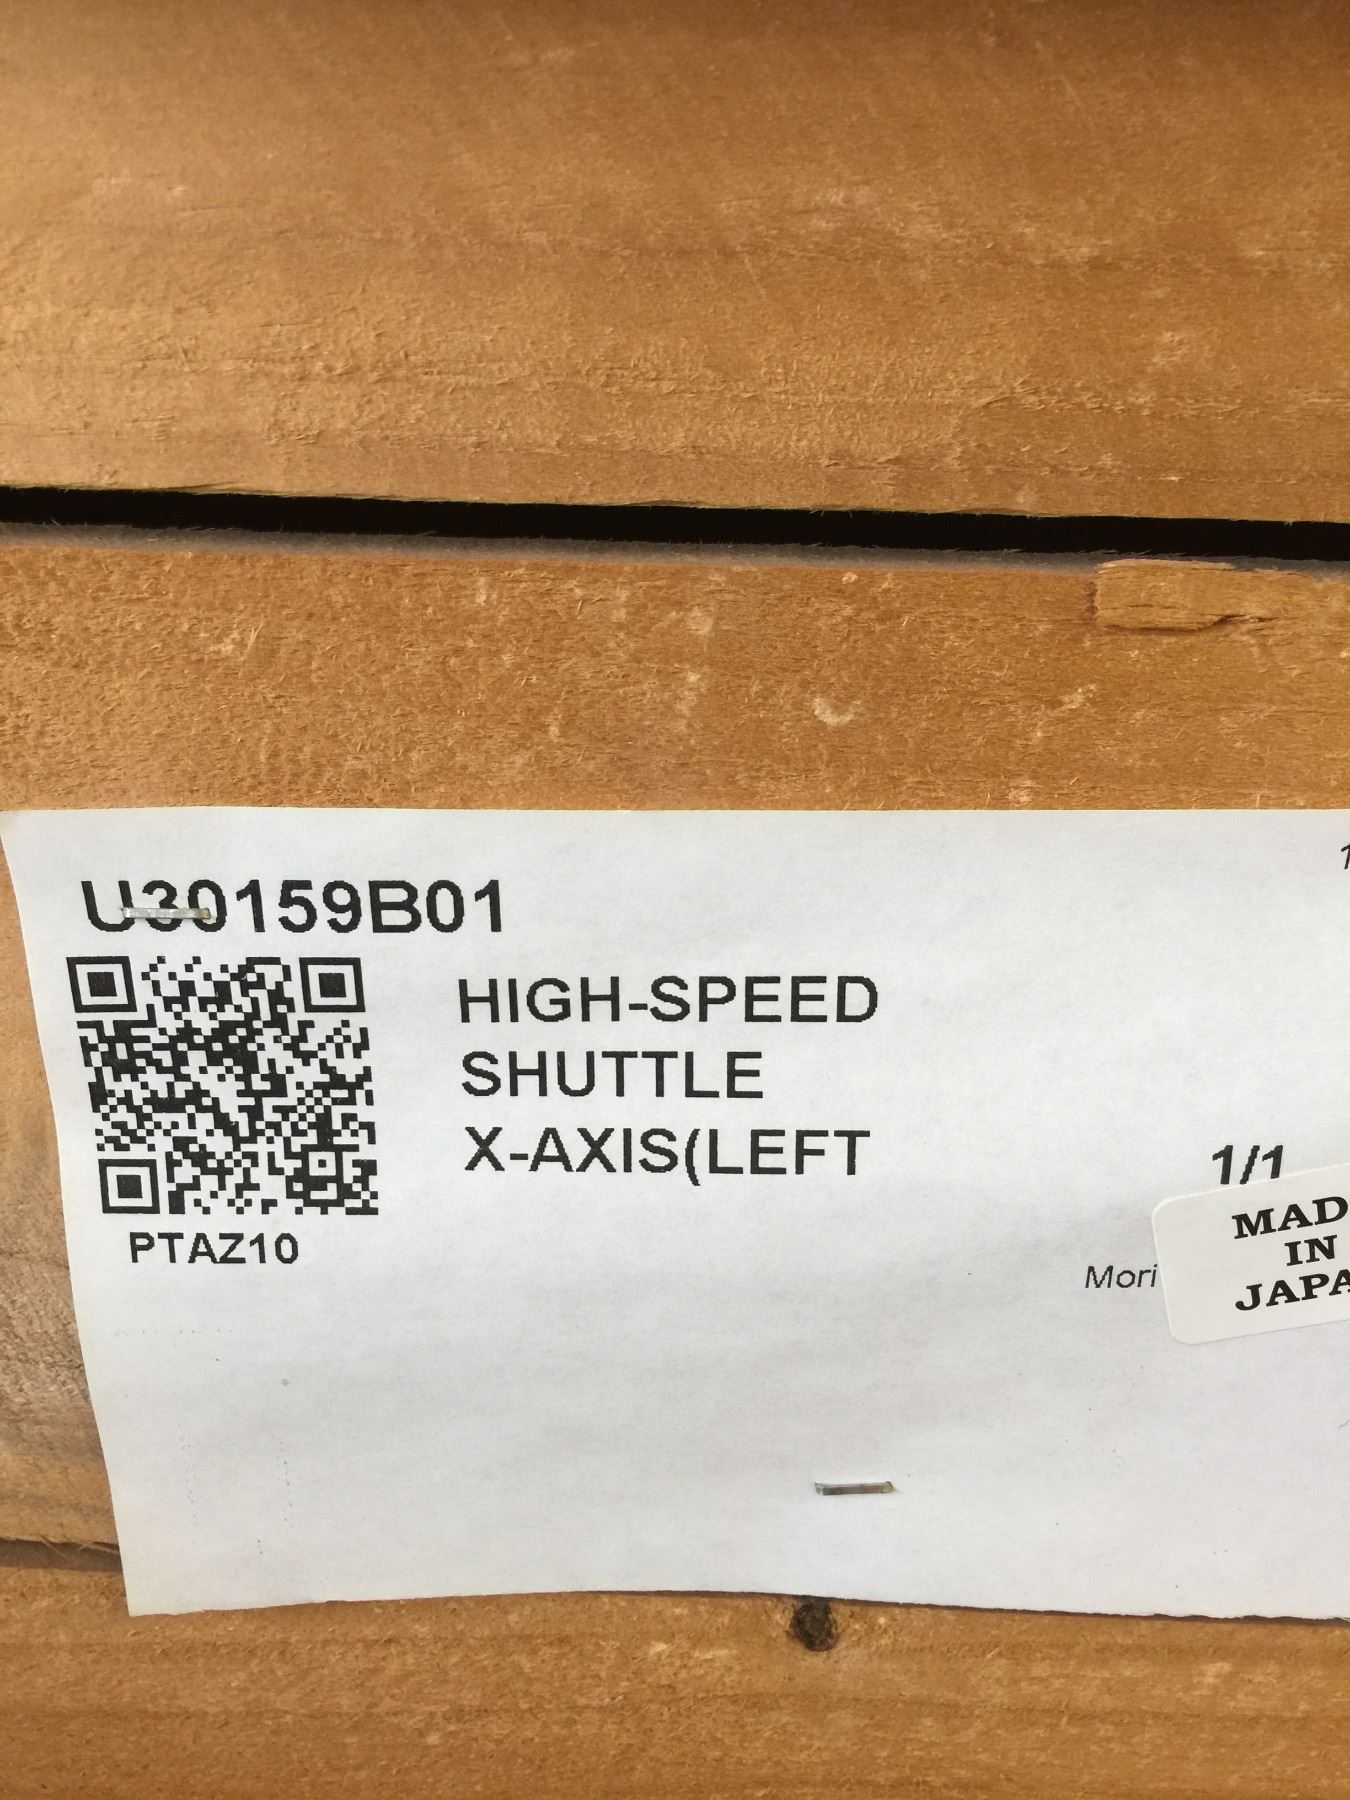 U30159B01
HIGH-SPEED
SHUTTLE
X-AXIS(LEFT
1/1
PTAZ10
Mori
MAD
IN
JAPA